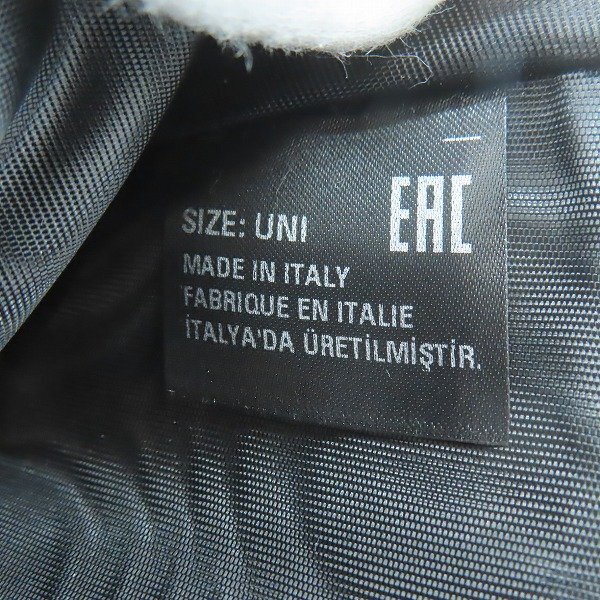 EAC
SIZE: UNI
MADE IN ITALY
FABRIQUE EN ITALIE
İTALYA'DA ÜRETİLMİŞTİR.